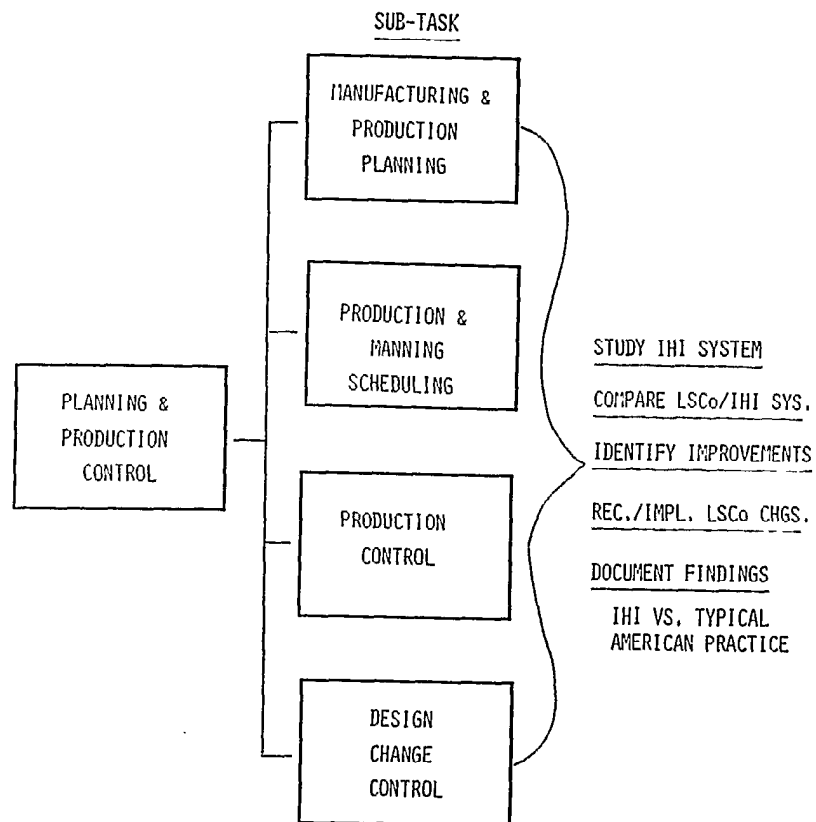 SUB-TASK
MANUFACTURING &
PRODUCTION
PLANNING
PRODUCTION &
MANNING
SCHEDULING
PLANNING &
PRODUCTION
CONTROL
PRODUCTION
CONTROL
DESIGN
CHANGE
CONTROL
STUDY IHI SYSTEM
COMPARE LSCo/IHI SYS.
IDENTIFY IMPROVEMENTS
REC./IMPL. LSCo CHGS.
DOCUMENT FINDINGS
IHI VS. TYPICAL
AMERICAN PRACTICE